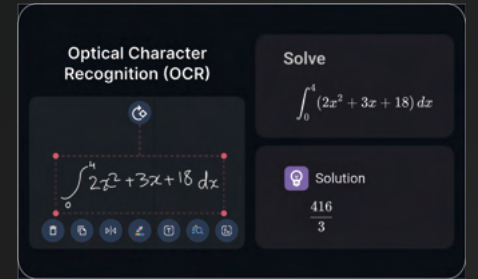 Optical Character
Recognition (OCR)
∫₀⁴ 2x² + 3x + 18 dx
Solve
∫₀⁴ (2x² + 3x + 18) dx
Solution
416
3